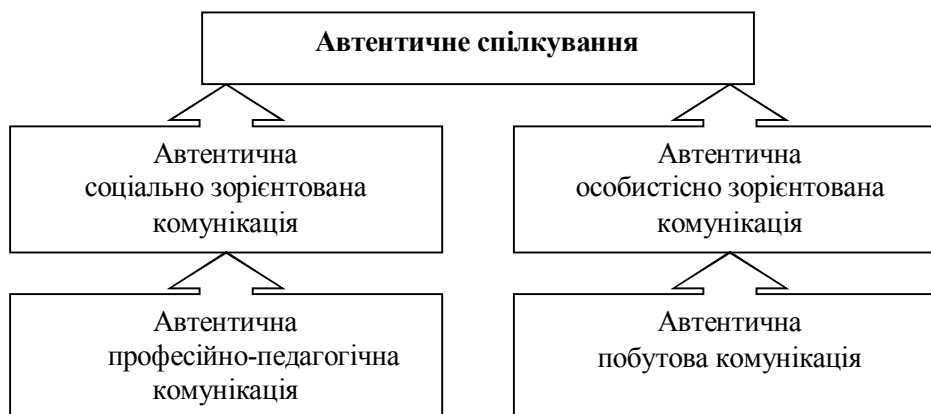 Автентичне спілкування
Автентична
соціально зорієнтована
комунікація
Автентична
особистісно зорієнтована
комунікація
Автентична
професійно-педагогічна
комунікація
Автентична
побутова комунікація